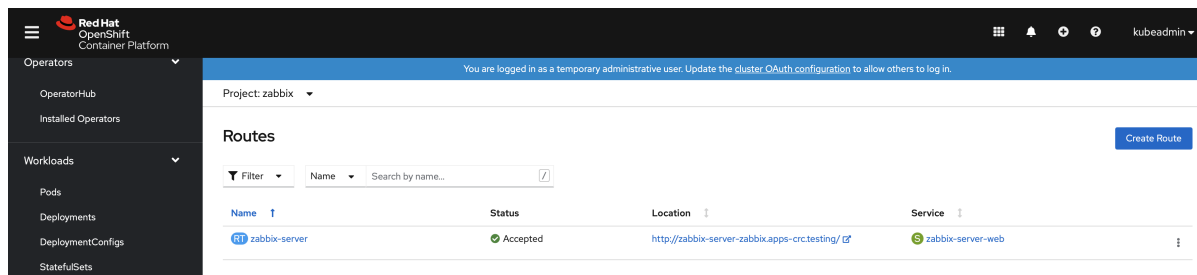 Red Hat
OpenShift
Container Platform
kubeadmin
Operators
OperatorHub
Installed Operators
Workloads
Pods
Deployments
DeploymentConfigs
StatefulSets
You are logged in as a temporary administrative user. Update the cluster OAuth configuration to allow others to log in.
Project: zabbix
Routes
Create Route
Filter Name Search by name... /
Name Status Location Service
RT zabbix-server Accepted http://zabbix-server-zabbix.apps-crc.testing/ S zabbix-server-web